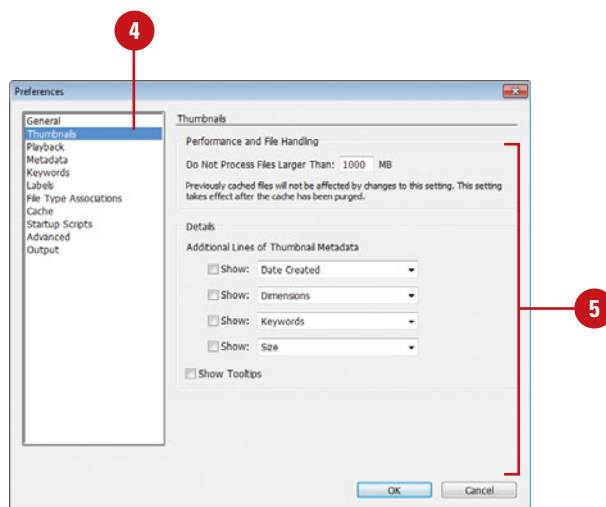 4
Preferences
General
Thumbnails
Playback
Metadata
Keywords
Labels
File Type Associations
Cache
Startup Scripts
Advanced
Output
Thumbnails
Performance and File Handling
Do Not Process Files Larger Than: 1000 MB
Previously cached files will not be affected by changes to this setting. This setting
takes effect after the cache has been purged.
Details
Additional Lines of Thumbnail Metadata
Show: Date Created
Show: Dimensions
Show: Keywords
Show: Size
Show Tooltips
5
OK Cancel